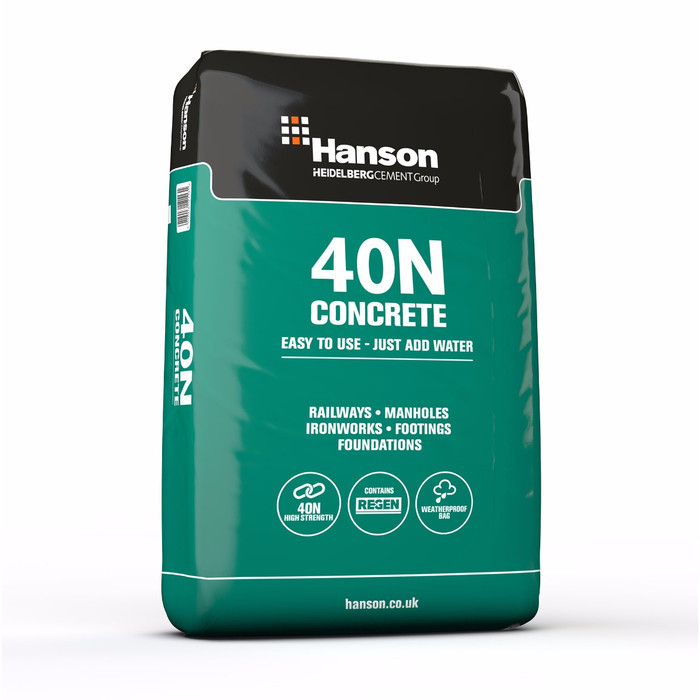 Hanson
HEIDELBERGCEMENT Group
40N
CONCRETE
EASY TO USE - JUST ADD WATER
RAILWAYS • MANHOLES
IRONWORKS • FOOTINGS
FOUNDATIONS
40N
HIGH STRENGTH
CONTAINS
REGEN
WEATHERPROOF
BAG
hanson.co.uk
Hanson
40N
CONCRETE